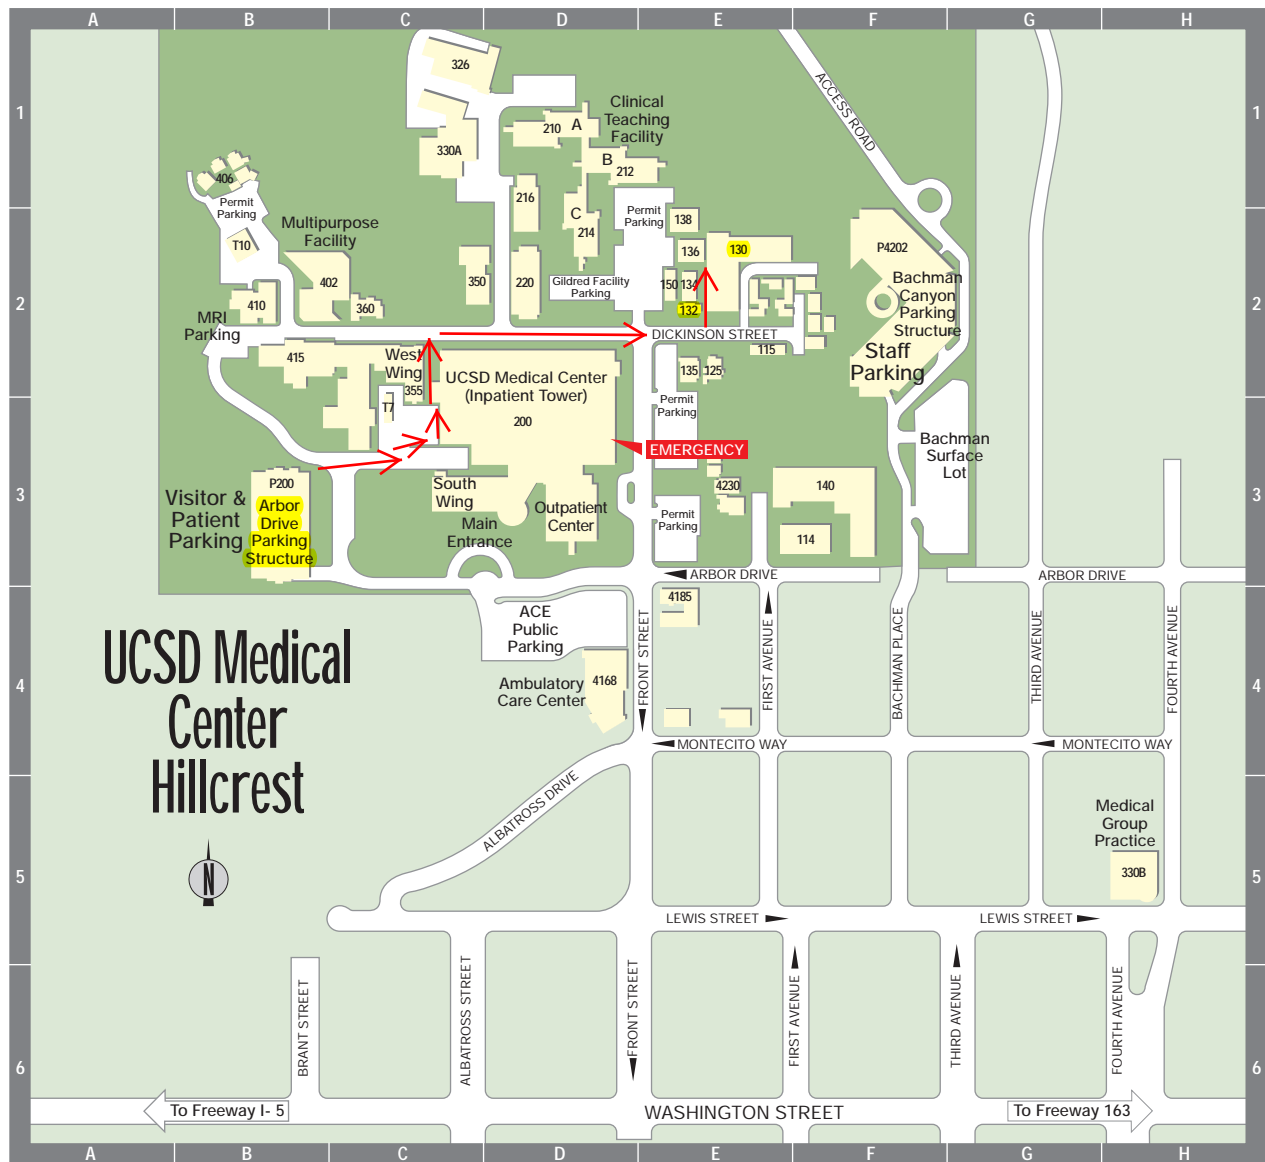 A B C D E F G H
1
1
2
2
3
3
4
4
5
5
6
6
326
330A
210
A
Clinical
Teaching
Facility
B
212
C
214
216
220
350
ACCESS ROAD
406
Permit
Parking
T10
Multipurpose
Facility
402
410
360
MRI
Parking
415
Permit
Parking
138
136
130
150
134
132
Gildred Facility
Parking
P4202
Bachman
Canyon
Parking
Structure
Staff
Parking
DICKINSON STREET
115
135
125
West
Wing
355
T7
UCSD Medical Center
(Inpatient Tower)
200
EMERGENCY
Permit
Parking
Bachman
Surface
Lot
P200
Visitor &
Patient
Parking
Arbor
Drive
Parking
Structure
South
Wing
Main
Entrance
Outpatient
Center
4230
140
114
Permit
Parking
ARBOR DRIVE
ARBOR DRIVE
4185
ACE
Public
Parking
4168
Ambulatory
Care Center
FRONT STREET
FIRST AVENUE
BACHMAN PLACE
THIRD AVENUE
FOURTH AVENUE
MONTECITO WAY
MONTECITO WAY
UCSD Medical
Center
Hillcrest
N
ALBATROSS DRIVE
Medical
Group
Practice
330B
LEWIS STREET
LEWIS STREET
BRANT STREET
ALBATROSS STREET
FRONT STREET
FIRST AVENUE
THIRD AVENUE
FOURTH AVENUE
To Freeway I- 5
WASHINGTON STREET
To Freeway 163
A B C D E F G H